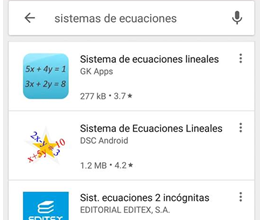 sistemas de ecuaciones
5x + 4y = 1
3x + 2y = 8
Sistema de ecuaciones lineales
GK Apps
277 kB • 3.7 ★
Sistema de Ecuaciones Lineales
DSC Android
1.2 MB • 4.2 ★
EDITEX
Sist. ecuaciones 2 incógnitas
EDITORIAL EDITEX, S.A.